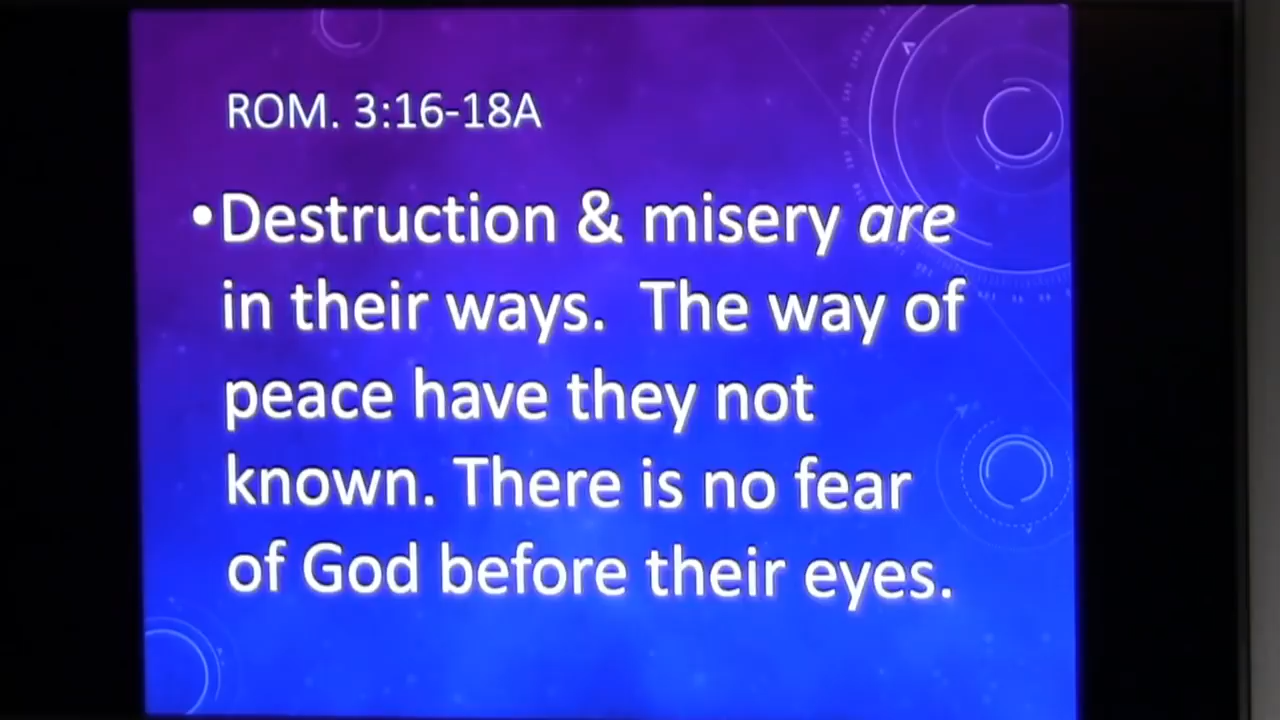 ROM. 3:16-18A
•Destruction & misery are
in their ways.  The way of
peace have they not
known. There is no fear
of God before their eyes.